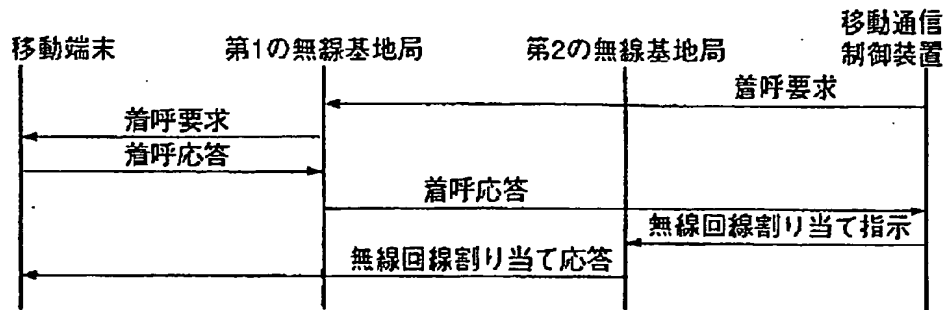 移動端末
第1の無線基地局
第2の無線基地局
移動通信
制御装置
着呼要求
着呼要求
着呼応答
着呼応答
無線回線割り当て指示
無線回線割り当て応答